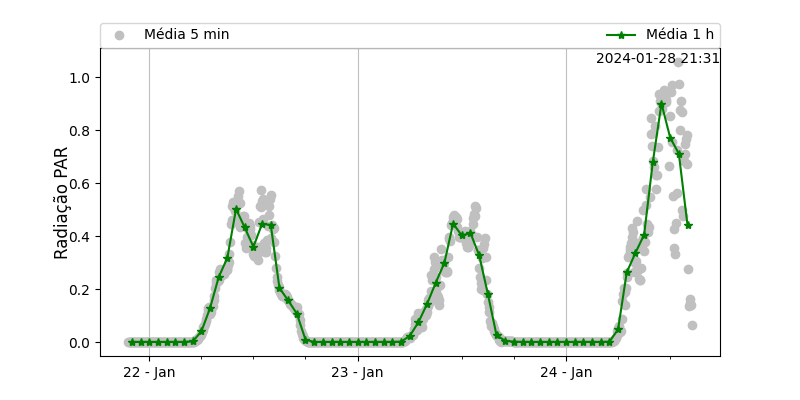 Média 5 min
Média 1 h
2024-01-28 21:31
Radiação PAR
1.0
0.8
0.6
0.4
0.2
0.0
22 - Jan
23 - Jan
24 - Jan